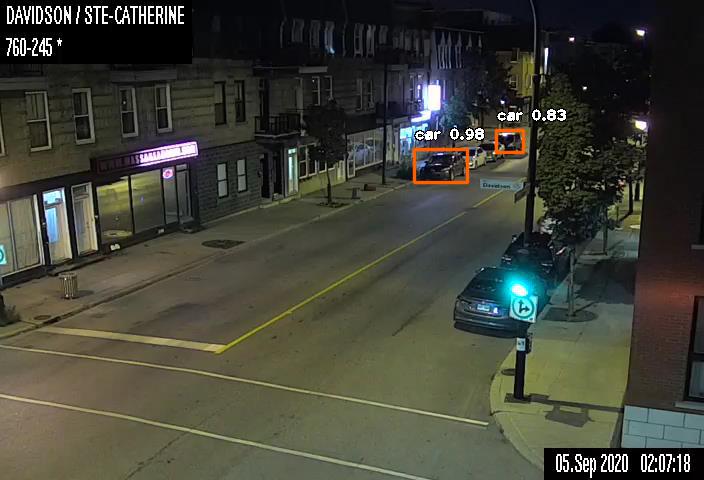 DAVIDSON / STE-CATHERINE
760-245 *
car 0.83
car 0.98
Davidson
05.Sep 2020 02:07:18